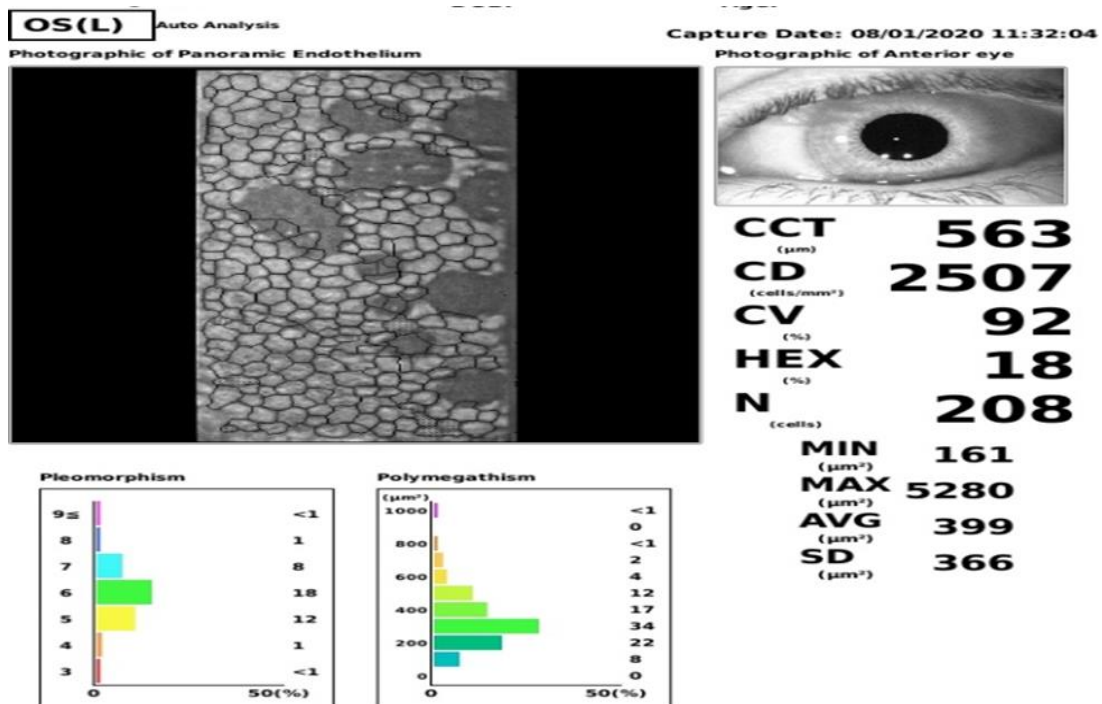 OS(L) Auto Analysis
Capture Date: 08/01/2020 11:32:04
Photographic of Panoramic Endothelium
Photographic of Anterior eye
CCT (μm) 563
CD (cells/mm²) 2507
CV (%) 92
HEX (%) 18
N (cells) 208
MIN (μm²) 161
MAX (μm²) 5280
AVG (μm²) 399
SD (μm²) 366
Pleomorphism
9≤ <1
8 1
7 8
6 18
5 12
4 1
3 <1
0 50(%)
Polymegathism
(μm²)
1000 <1
0
800 <1
2
600 4
12
400 17
34
200 22
8
0 0
0 50(%)